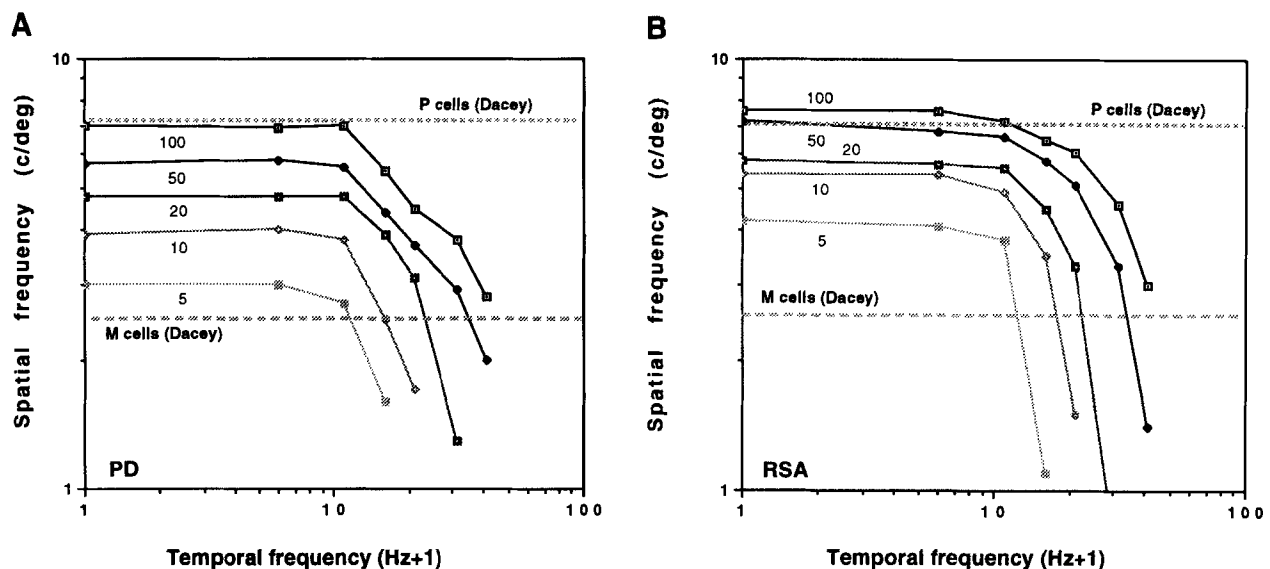 A
10
P cells (Dacey)
100
50
20
10
5
M cells (Dacey)
PD
1
1
10
100
Spatial frequency (c/deg)
Temporal frequency (Hz+1)
B
10
100
P cells (Dacey)
50
20
10
5
M cells (Dacey)
RSA
1
1
10
100
Spatial frequency (c/deg)
Temporal frequency (Hz+1)